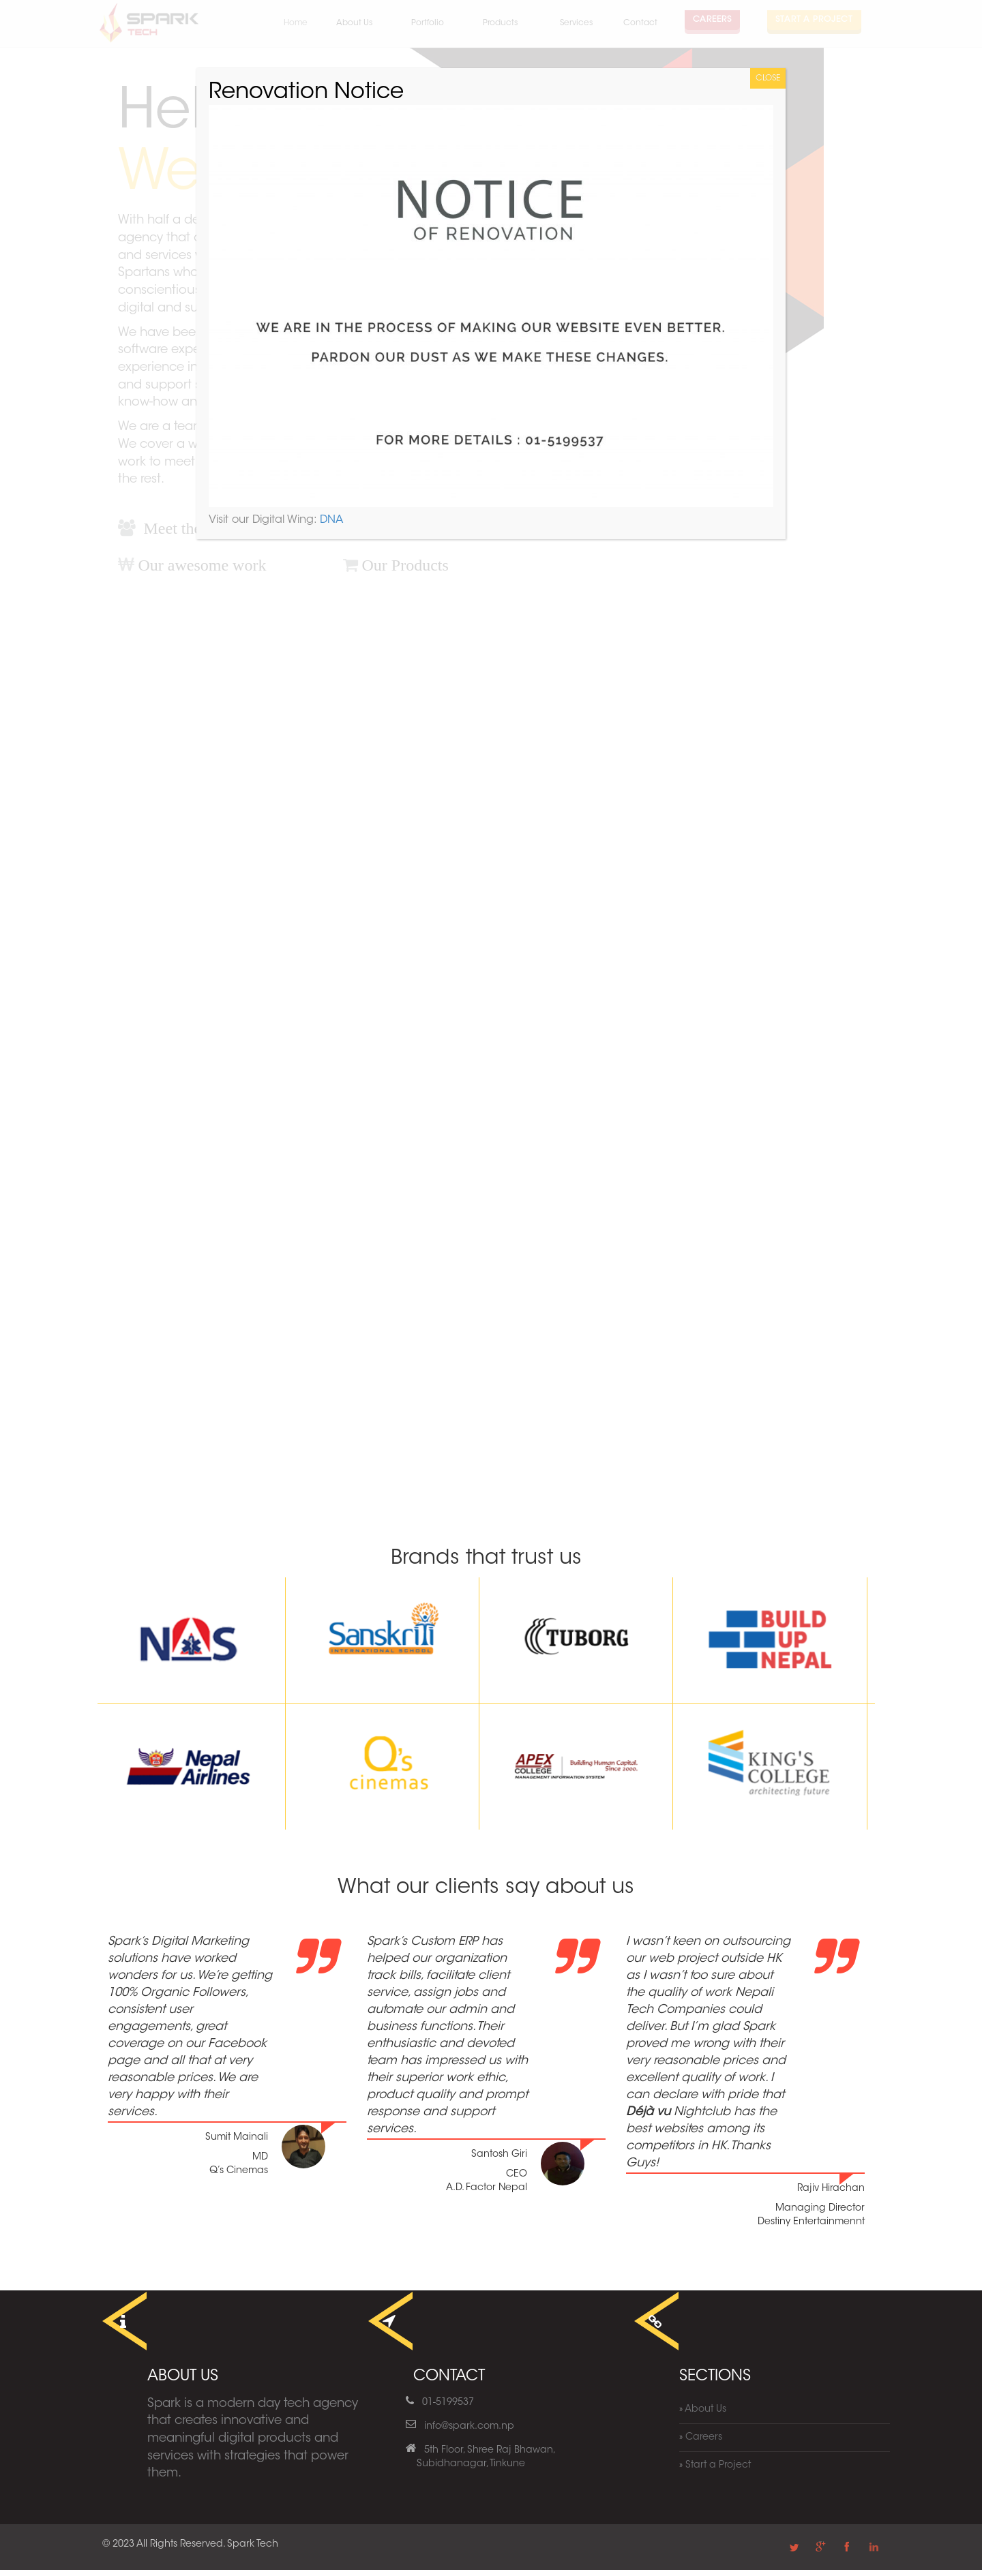 SPARK
TECH
Home
About Us
Portfolio
Products
Services
Contact
CAREERS
START A PROJECT
CLOSE
Renovation Notice
NOTICE
OF RENOVATION
WE ARE IN THE PROCESS OF MAKING OUR WEBSITE EVEN BETTER.
PARDON OUR DUST AS WE MAKE THESE CHANGES.
FOR MORE DETAILS : 01-5199537
Visit our Digital Wing: DNA
With half a
agency that
and services
Spartans who
conscientious
digital and
We have been
software
experience
and support
know-how
We are a team
We cover a
work to meet
the rest.
Meet the
Our awesome work
Our Products
Brands that trust us
NAS
Sanskriti
INTERNATIONAL SCHOOL
TUBORG
BUILD
UP
NEPAL
Nepal
Airlines
Q's
cinemas
APEX
COLLEGE
Building Human Capital.
Since 2000.
MANAGEMENT INFORMATION SYSTEM
KING'S
COLLEGE
architecting future
What our clients say about us
Spark's Digital Marketing
solutions have worked
wonders for us. We're getting
100% Organic Followers,
consistent user
engagements, great
coverage on our Facebook
page and all that at very
reasonable prices. We are
very happy with their
services.
Sumit Mainali
MD
Q's Cinemas
Spark's Custom ERP has
helped our organization
track bills, facilitate client
service, assign jobs and
automate our admin and
business functions. Their
enthusiastic and devoted
team has impressed us with
their superior work ethic,
product quality and prompt
response and support
services.
Santosh Giri
CEO
A.D. Factor Nepal
I wasn't keen on outsourcing
our web project outside HK
as I wasn't too sure about
the quality of work Nepali
Tech Companies could
deliver. But I'm glad Spark
proved me wrong with their
very reasonable prices and
excellent quality of work. I
can declare with pride that
Déjà vu Nightclub has the
best websites among its
competitors in HK. Thanks
Guys!
Rajiv Hirachan
Managing Director
Destiny Entertainmennt
ABOUT US
Spark is a modern day tech agency
that creates innovative and
meaningful digital products and
services with strategies that power
them.
CONTACT
01-5199537
info@spark.com.np
5th Floor, Shree Raj Bhawan,
Subidhanagar, Tinkune
SECTIONS
» About Us
» Careers
» Start a Project
© 2023 All Rights Reserved. Spark Tech